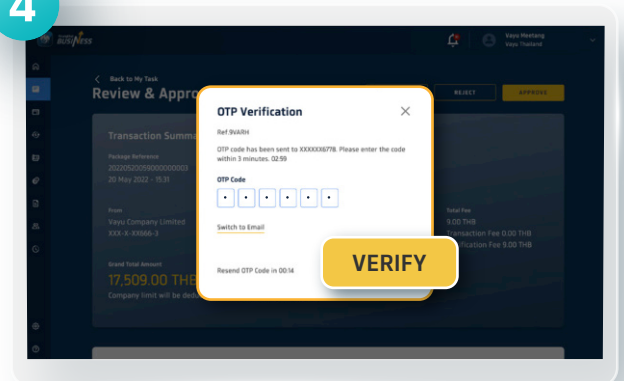 4
BUSINESS
Vayu Meetang
Vayu Thailand
Back to My Task
Review & Appro
REJECT
APPROVE
OTP Verification
Ref.9VARH
OTP code has been sent to XXXXXX6778. Please enter the code
within 3 minutes. 02:59
OTP Code
Switch to Email
Resend OTP Code in 00:14
VERIFY
Transaction Summa
Package Reference
20 May 2022 - 15:31
From
Vayu Company Limited
XXX-X-XX666-3
Grand Total Amount
17,509.00 THB
Company limit will be dedu
Total Fee
9.00 THB
Transaction Fee 0.00 THB
ification Fee 9.00 THB